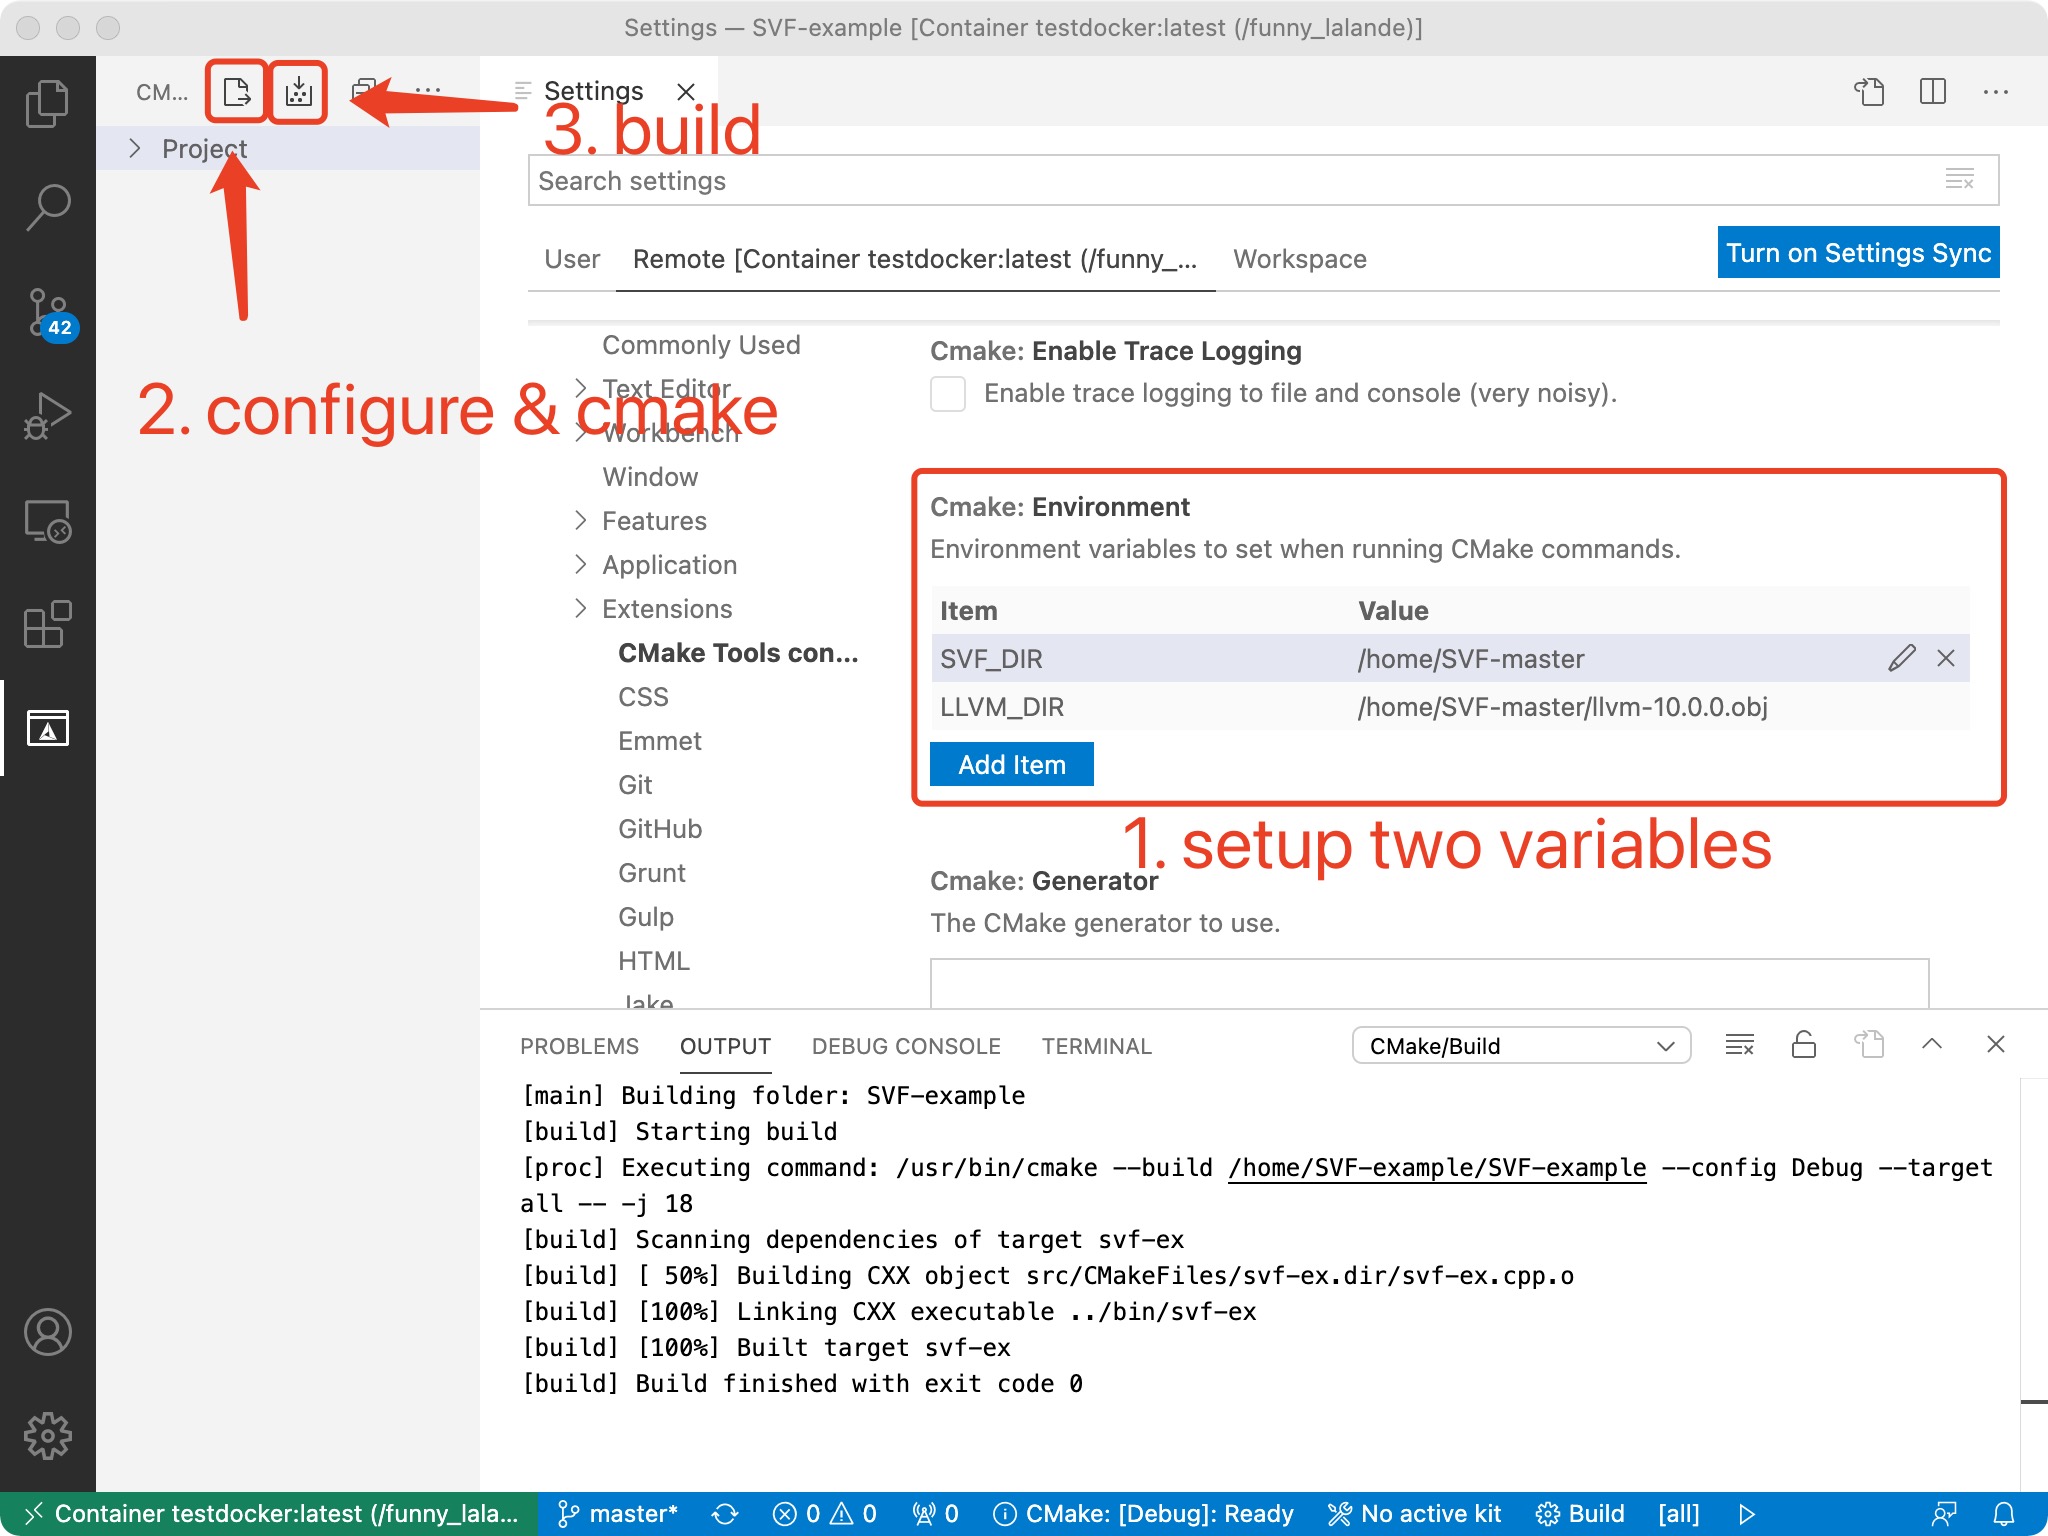 Settings — SVF-example [Container testdocker:latest (/funny_lalande)]
CM...
Settings
3. build
Project
Search settings
User
Remote [Container testdocker:latest (/funny_...
Workspace
Turn on Settings Sync
42
2. configure & cmake
Commonly Used
Text Editor
Workbench
Window
Features
Application
Extensions
CMake Tools con...
CSS
Emmet
Git
GitHub
Grunt
Gulp
HTML
Jake
Cmake: Enable Trace Logging
Enable trace logging to file and console (very noisy).
Cmake: Environment
Environment variables to set when running CMake commands.
Item Value
SVF_DIR /home/SVF-master
LLVM_DIR /home/SVF-master/llvm-10.0.0.obj
Add Item
1. setup two variables
Cmake: Generator
The CMake generator to use.
PROBLEMS OUTPUT DEBUG CONSOLE TERMINAL
CMake/Build
[main] Building folder: SVF-example
[build] Starting build
[proc] Executing command: /usr/bin/cmake --build /home/SVF-example/SVF-example --config Debug --target
all -- -j 18
[build] Scanning dependencies of target svf-ex
[build] [ 50%] Building CXX object src/CMakeFiles/svf-ex.dir/svf-ex.cpp.o
[build] [100%] Linking CXX executable ../bin/svf-ex
[build] [100%] Built target svf-ex
[build] Build finished with exit code 0
Container testdocker:latest (/funny_lala... master* 0 0 0 CMake: [Debug]: Ready No active kit Build [all]